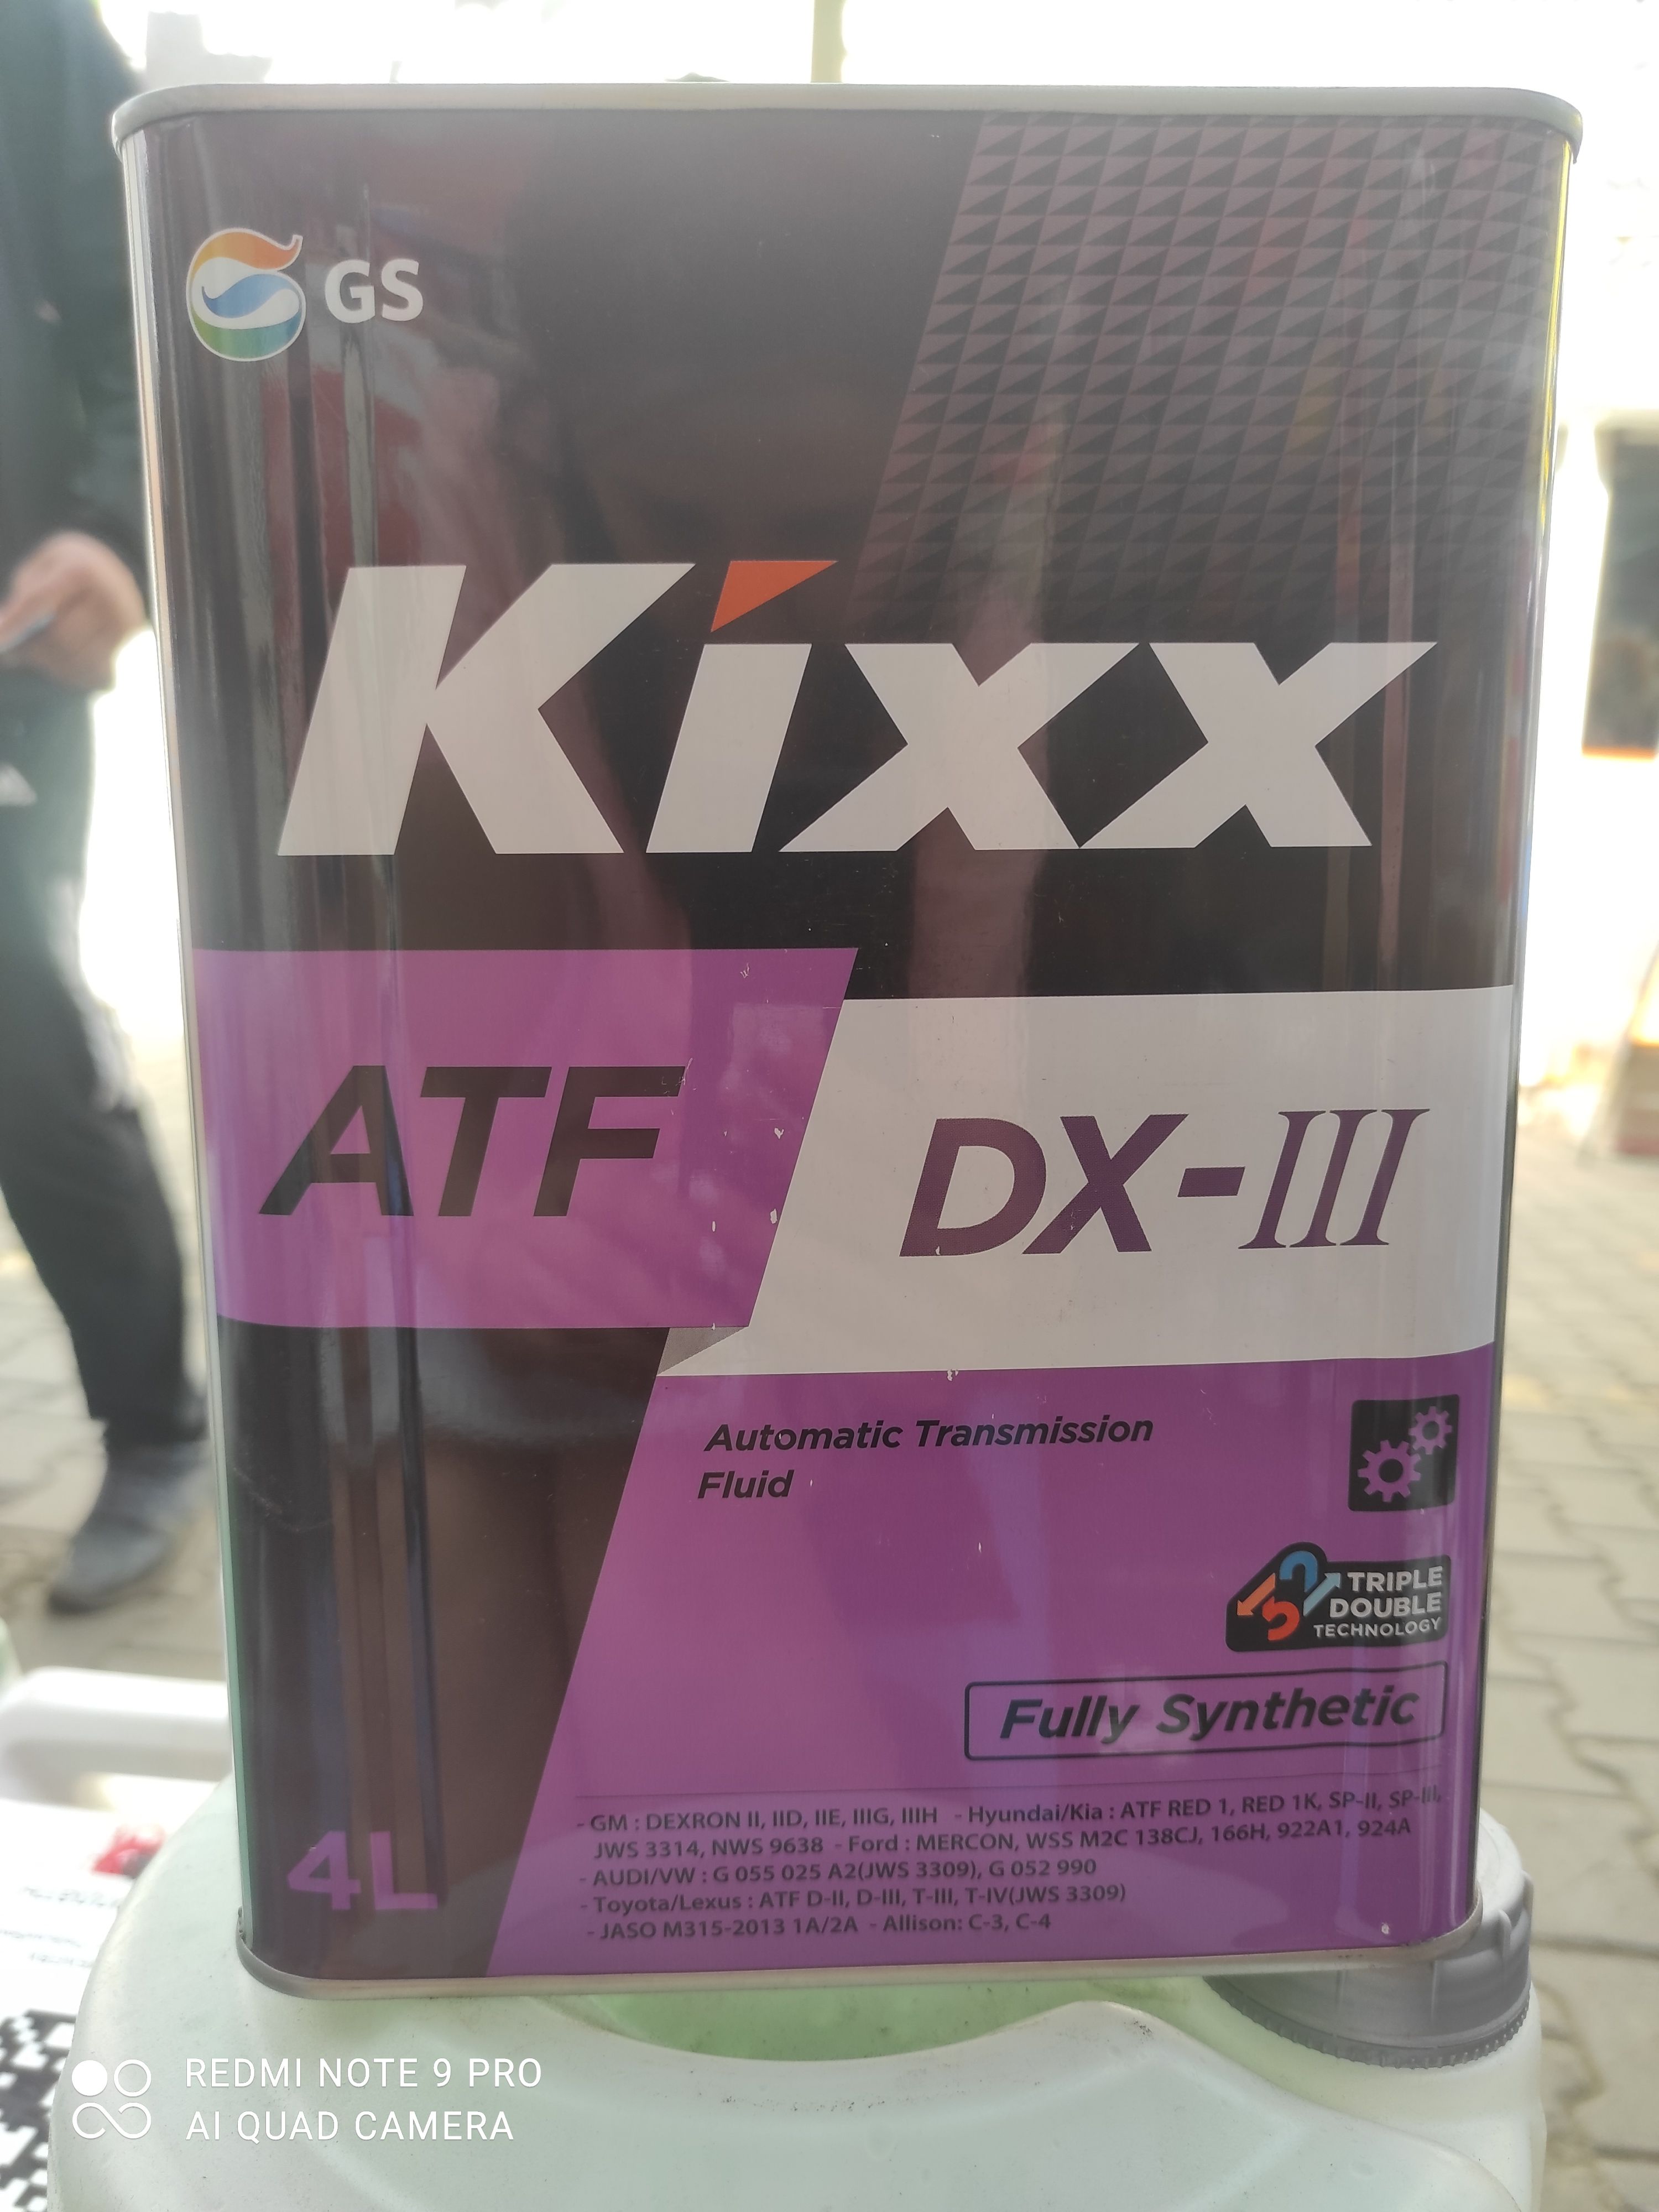 GS
Kixx
ATF
DX-III
Automatic Transmission
Fluid
TRIPLE
DOUBLE
TECHNOLOGY
Fully Synthetic
- GM : DEXRON II, IID, IIE, IIIG, IIIH - Hyundai/Kia : ATF RED 1, RED 1K, SP-II, SP-III,
JWS 3314, NWS 9638 - Ford : MERCON, WSS M2C 138CJ, 166H, 922A1, 924A
- AUDI/VW : G 055 025 A2(JWS 3309), G 052 990
- Toyota/Lexus : ATF D-II, D-III, T-III, T-IV(JWS 3309)
- JASO M315-2013 1A/2A - Allison: C-3, C-4
4L
REDMI NOTE 9 PRO
AI QUAD CAMERA